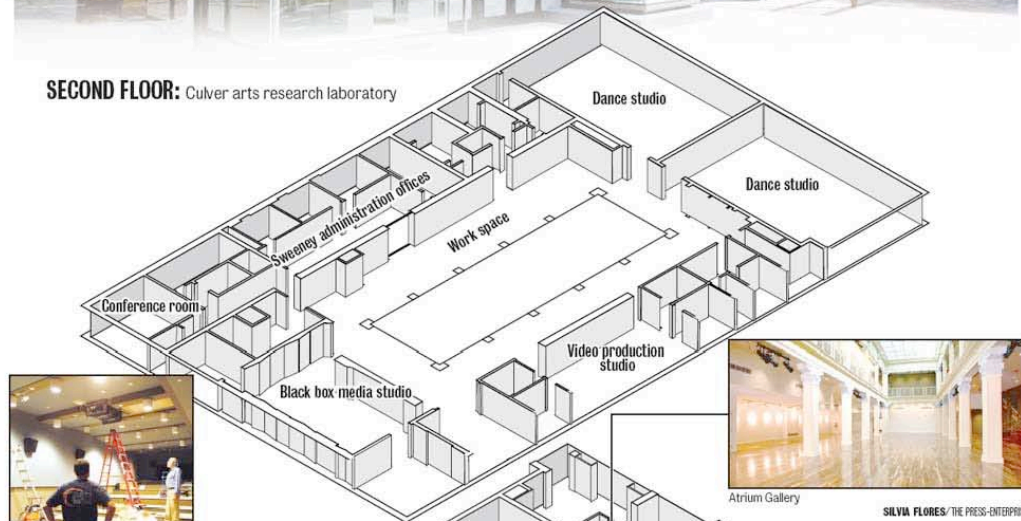 SECOND FLOOR: Culver arts research laboratory
Dance studio
Dance studio
Sweeney administration offices
Work space
Conference room
Video production
studio
Black box media studio
Atrium Gallery
SILVIA FLORES/THE PRESS-ENTERPRIS